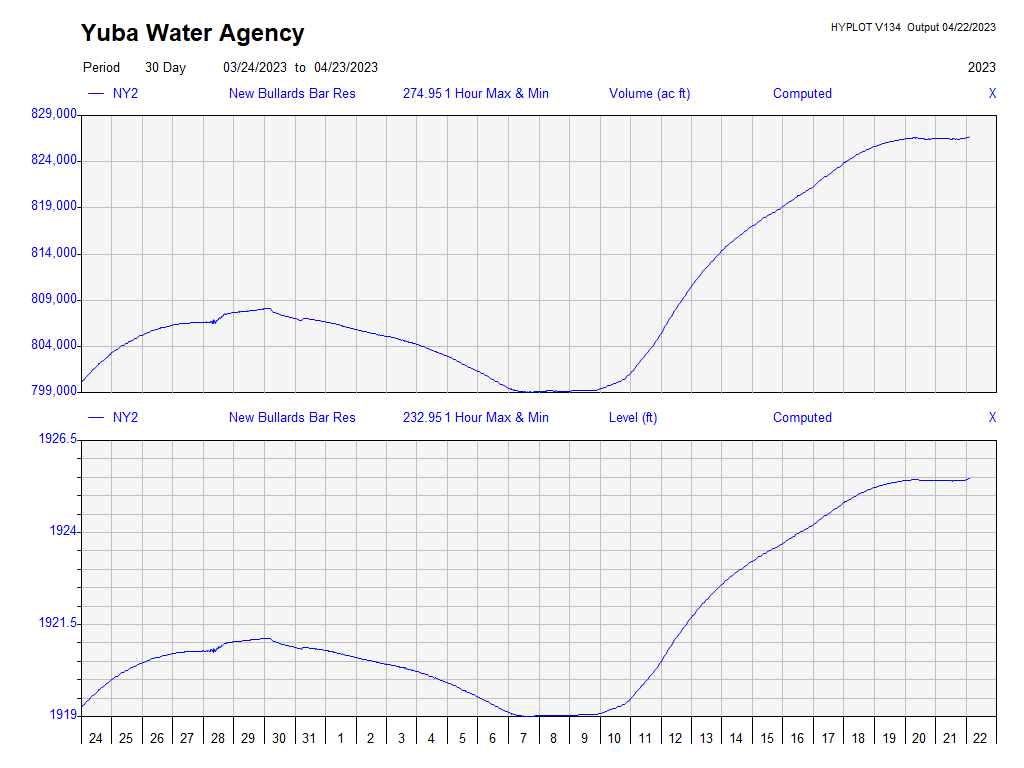 Yuba Water Agency
HYPLOT V134 Output 04/22/2023
Period 30 Day 03/24/2023 to 04/23/2023 2023
NY2 New Bullards Bar Res 274.95 1 Hour Max & Min Volume (ac ft) Computed X
829,000
824,000
819,000
814,000
809,000
804,000
799,000
NY2 New Bullards Bar Res 232.95 1 Hour Max & Min Level (ft) Computed X
1926.5
1924
1921.5
1919
24 25 26 27 28 29 30 31 1 2 3 4 5 6 7 8 9 10 11 12 13 14 15 16 17 18 19 20 21 22